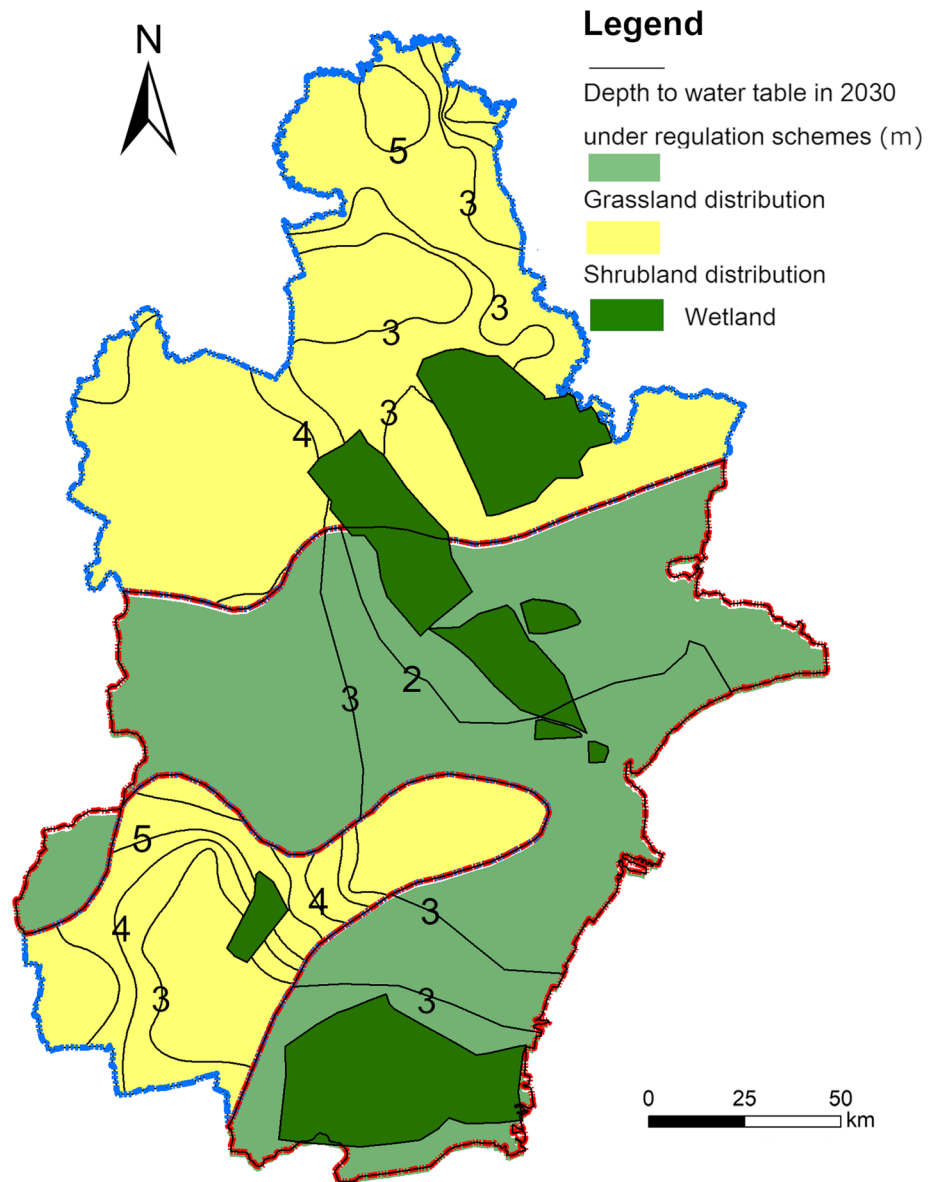 N
Legend
Depth to water table in 2030
under regulation schemes (m)
Grassland distribution
Shrubland distribution
Wetland
5
3
3
3
3
4
2
3
5
4
4
3
3
3
0 25 50
km